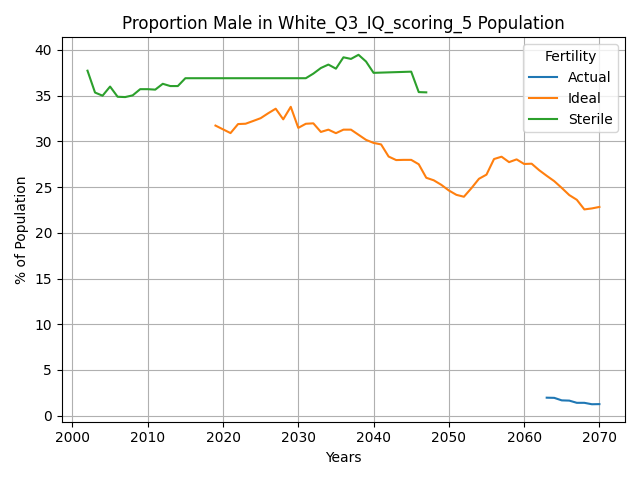 Proportion Male in White_Q3_IQ_scoring_5 Population
% of Population
40
35
30
25
20
15
10
5
0
Fertility
Actual
Ideal
Sterile
2000 2010 2020 2030 2040 2050 2060 2070
Years